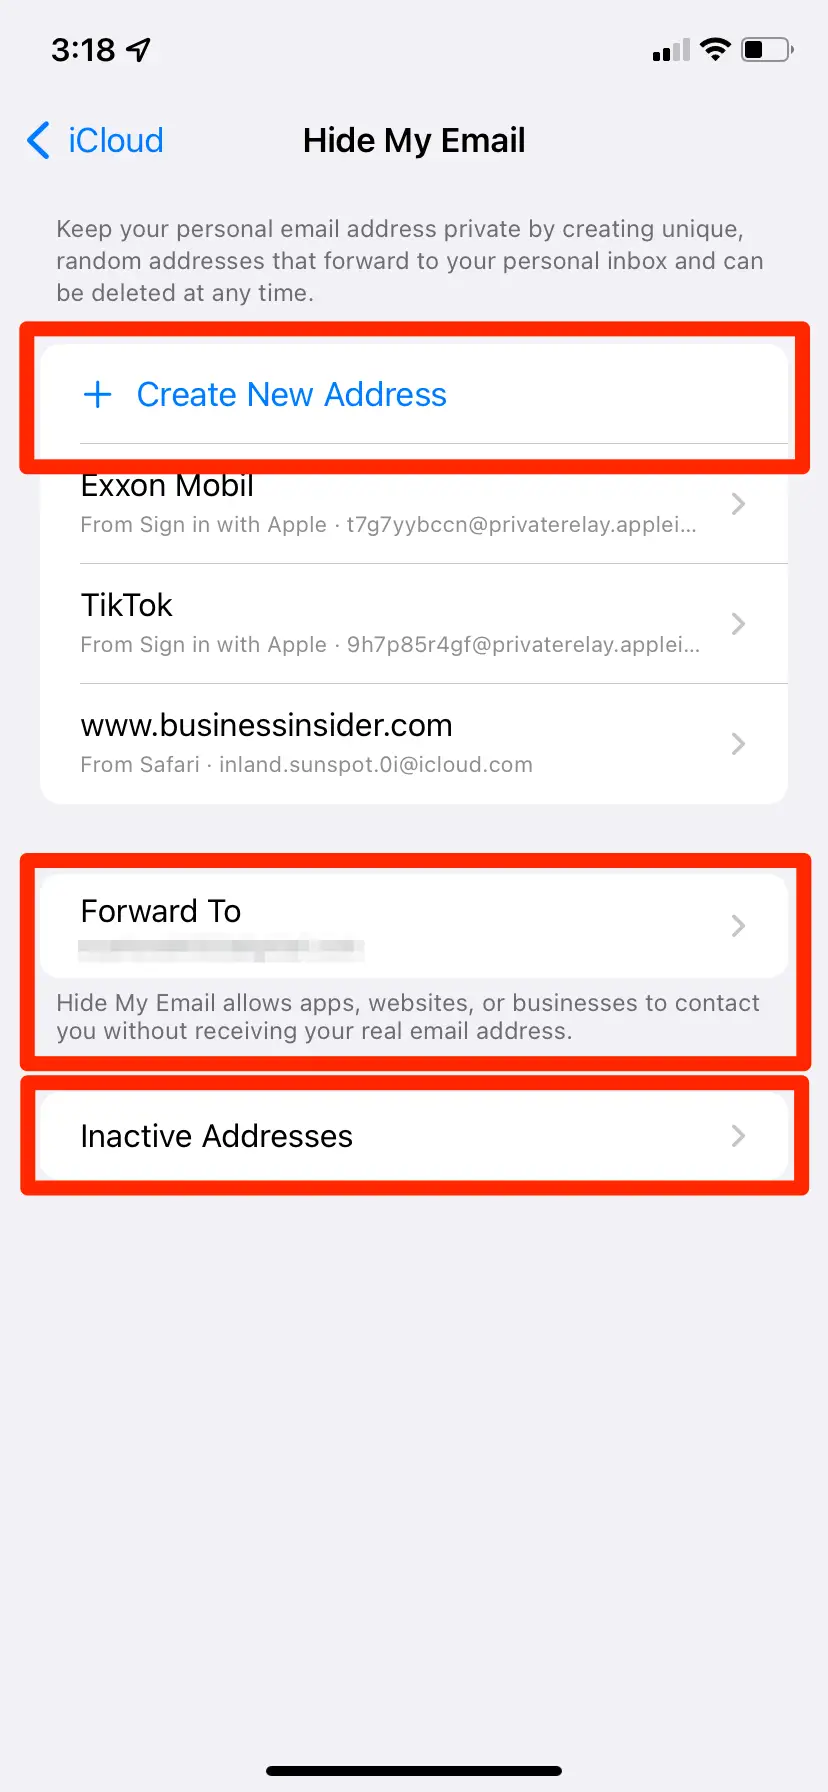 3:18
iCloud
Hide My Email
Keep your personal email address private by creating unique,
random addresses that forward to your personal inbox and can
be deleted at any time.
+ Create New Address
Exxon Mobil
From Sign in with Apple · t7g7yybccn@privaterelay.applei...
TikTok
From Sign in with Apple · 9h7p85r4gf@privaterelay.applei...
www.businessinsider.com
From Safari · inland.sunspot.0i@icloud.com
Forward To
Hide My Email allows apps, websites, or businesses to contact
you without receiving your real email address.
Inactive Addresses